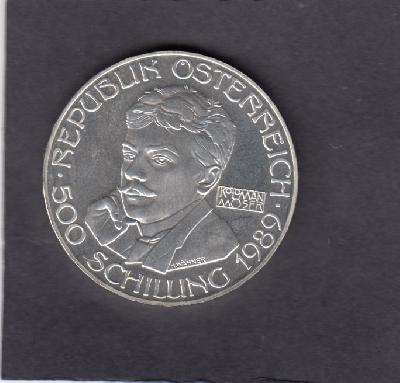 · REPUBLIK ÖSTERREICH ·
500 SCHILLING 1989
KOLOMAN
MOSER